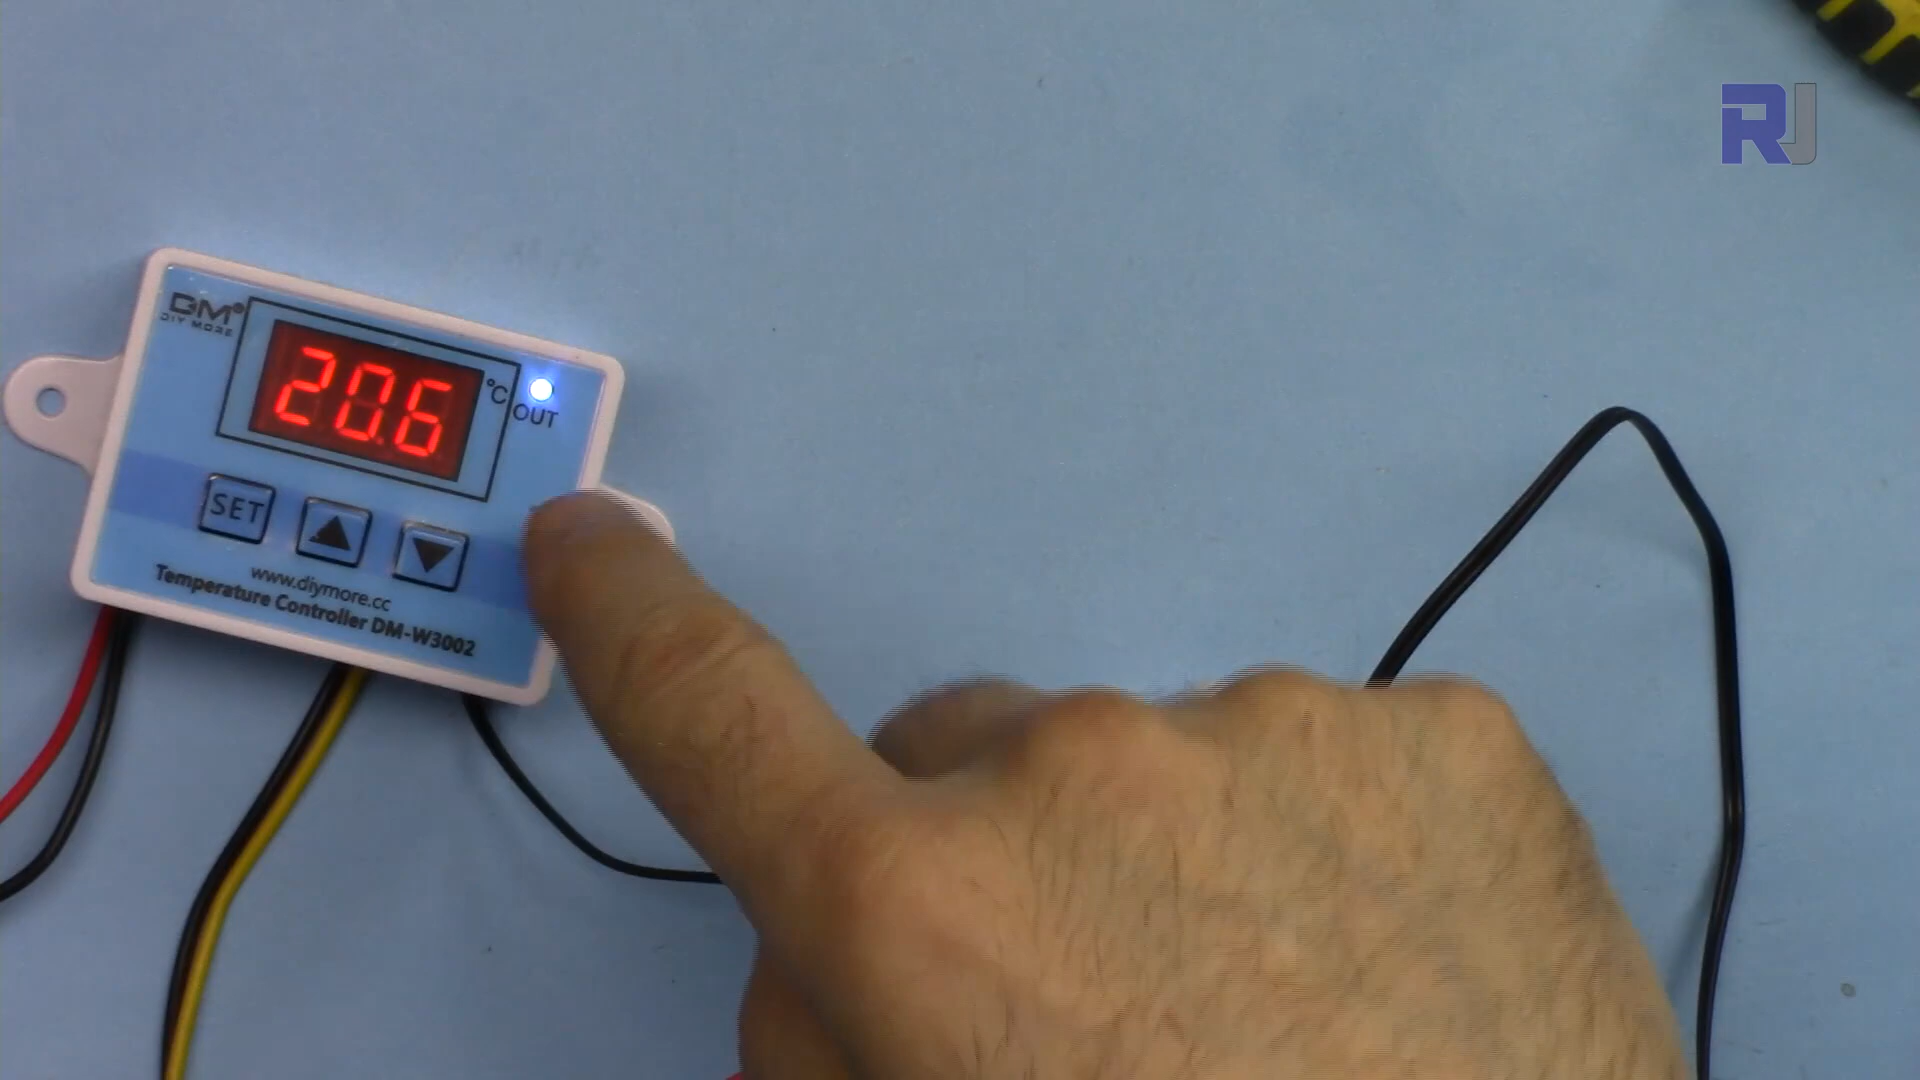 RJ
DM
DIY MORE
20.6
°C
OUT
SET
www.diymore.cc
Temperature Controller DM-W3002